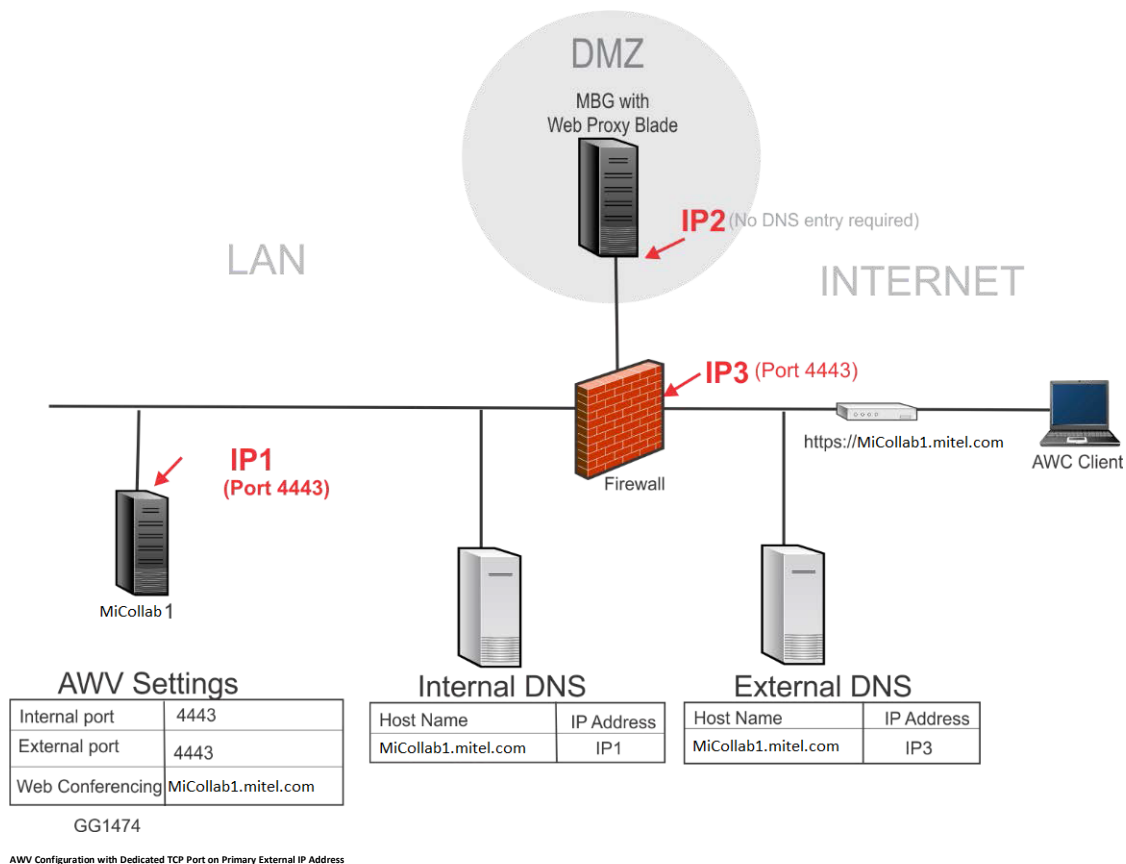 DMZ
MBG with
Web Proxy Blade
IP2 (No DNS entry required)
LAN
INTERNET
IP3 (Port 4443)
https://MiCollab1.mitel.com
AWC Client
IP1
(Port 4443)
Firewall
MiCollab 1
AWV Settings
Internal port 4443
External port 4443
Web Conferencing MiCollab1.mitel.com
Internal DNS
Host Name IP Address
MiCollab1.mitel.com IP1
External DNS
Host Name IP Address
MiCollab1.mitel.com IP3
GG1474
AWV Configuration with Dedicated TCP Port on Primary External IP Address